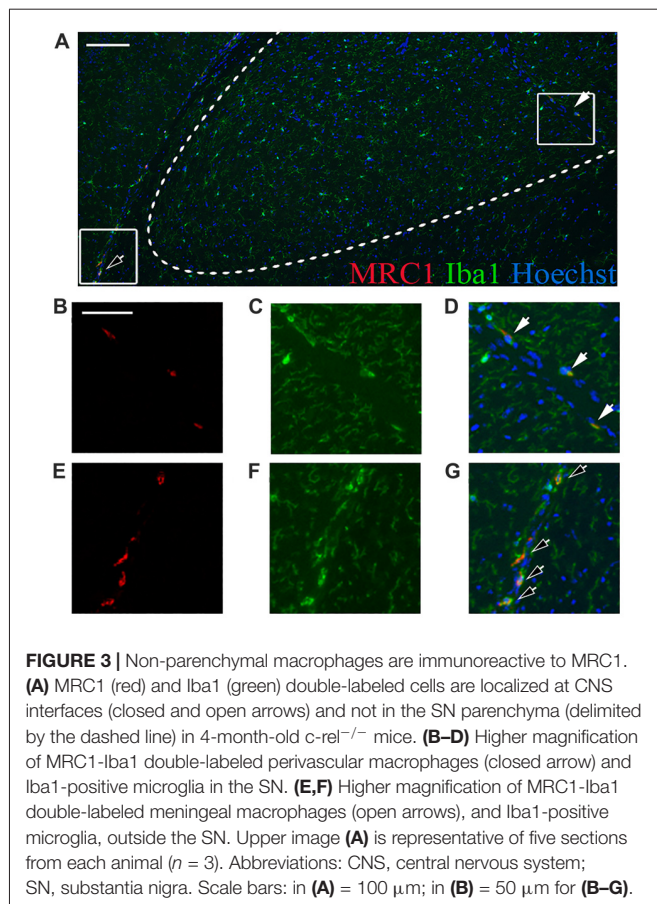 A
MRC1 Iba1 Hoechst
B
C
D
E
F
G
FIGURE 3 | Non-parenchymal macrophages are immunoreactive to MRC1.
(A) MRC1 (red) and Iba1 (green) double-labeled cells are localized at CNS
interfaces (closed and open arrows) and not in the SN parenchyma (delimited
by the dashed line) in 4-month-old c-rel−/− mice. (B–D) Higher magnification
of MRC1-Iba1 double-labeled perivascular macrophages (closed arrow) and
Iba1-positive microglia in the SN. (E,F) Higher magnification of MRC1-Iba1
double-labeled meningeal macrophages (open arrows), and Iba1-positive
microglia, outside the SN. Upper image (A) is representative of five sections
from each animal (n = 3). Abbreviations: CNS, central nervous system;
SN, substantia nigra. Scale bars: in (A) = 100 μm; in (B) = 50 μm for (B–G).